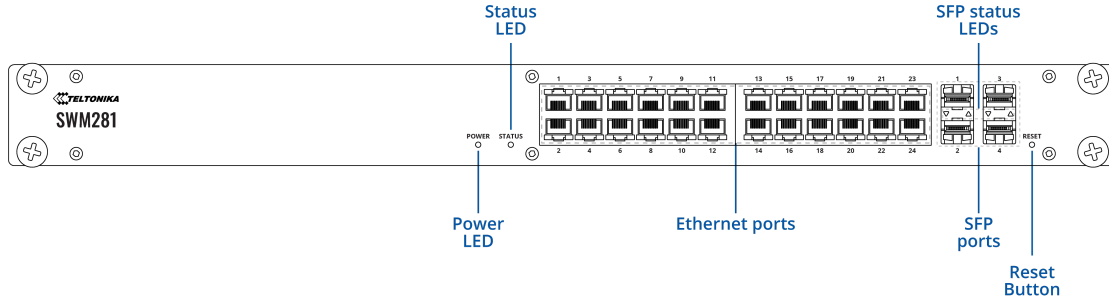 Status
LED
SFP status
LEDs
1 3 5 7 9 11 13 15 17 19 21 23 1 3
TELTONIKA
SWM281
POWER STATUS RESET
2 4 6 8 10 12 14 16 18 20 22 24 2 4
Power
LED
Ethernet ports
SFP
ports
Reset
Button